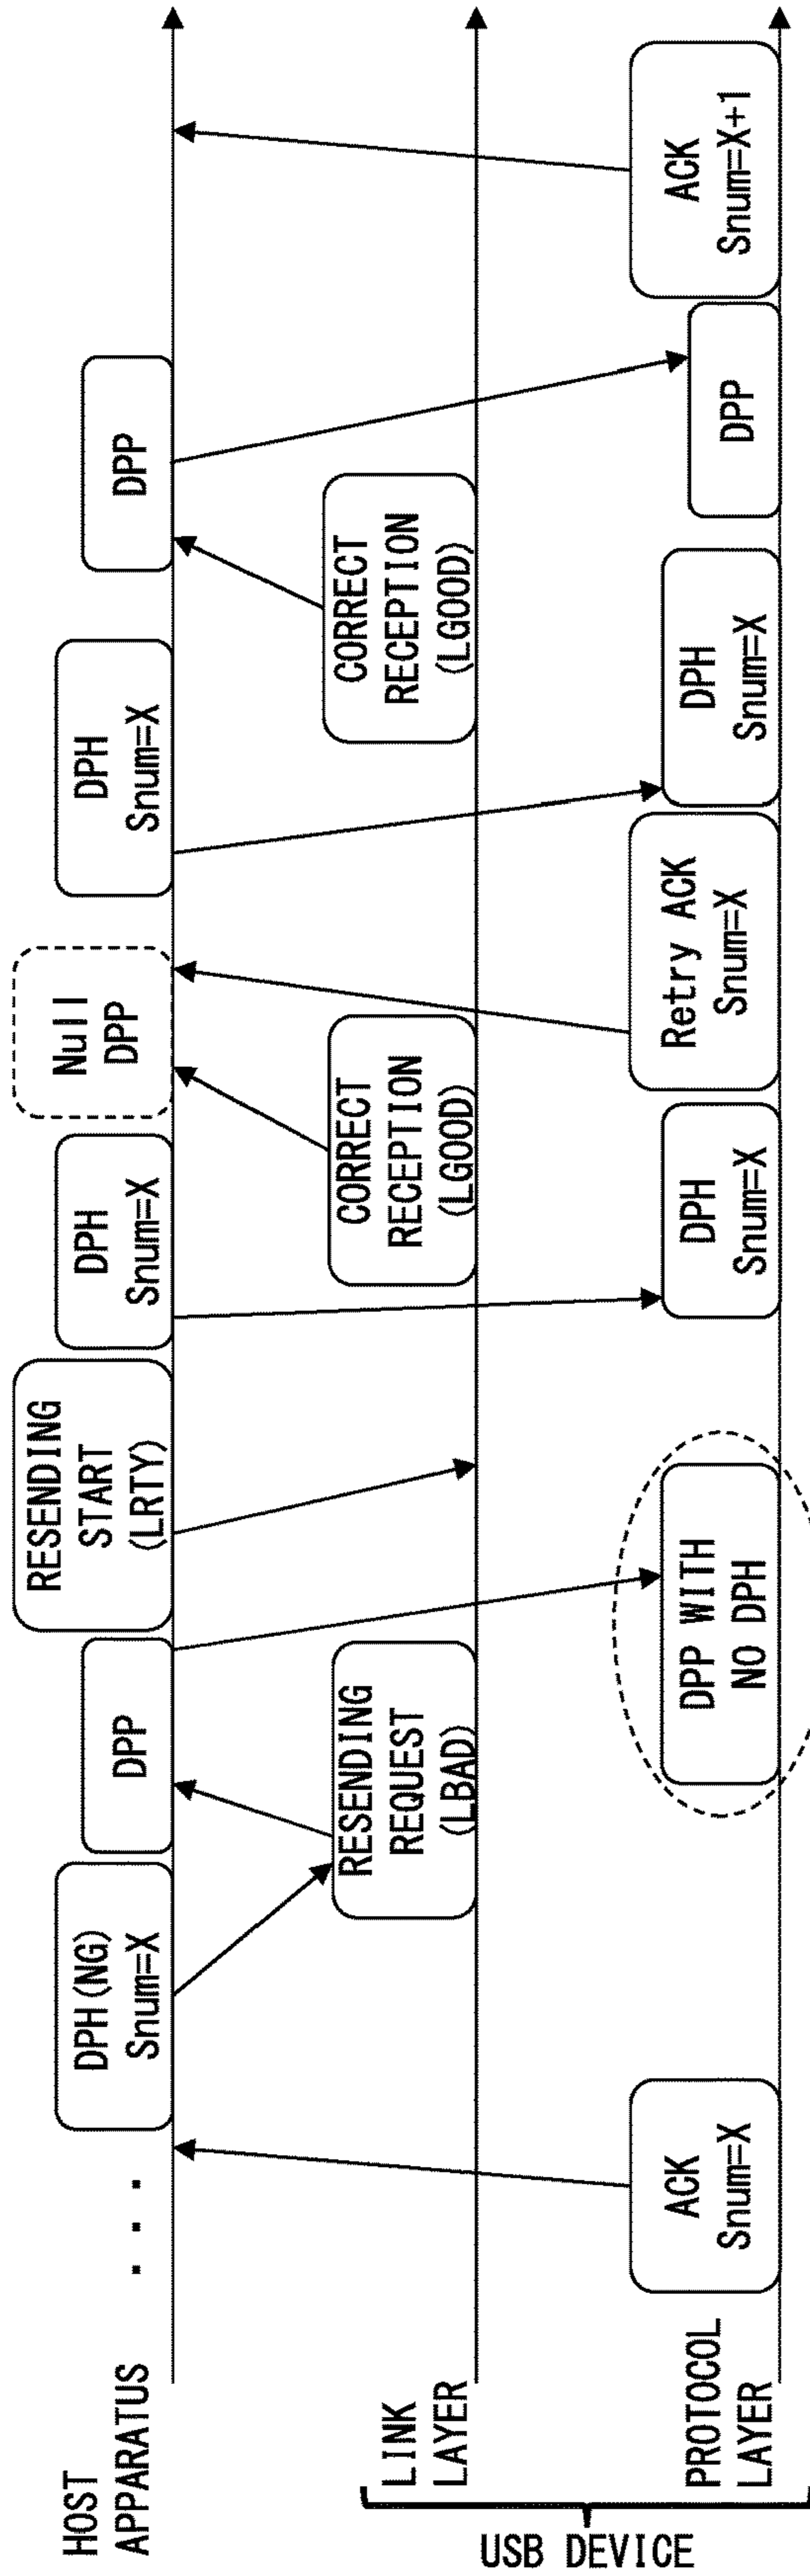 HOST
APPARATUS
. . .
DPH(NG)
Snum=X
DPP
RESENDING
START
(LRTY)
DPH
Snum=X
Null
DPP
DPH
Snum=X
DPP
LINK
LAYER
RESENDING
REQUEST
(LBAD)
CORRECT
RECEPTION
(LGOOD)
CORRECT
RECEPTION
(LGOOD)
USB DEVICE
PROTOCOL
LAYER
ACK
Snum=X
DPP WITH
NO DPH
DPH
Snum=X
Retry ACK
Snum=X
DPH
Snum=X
DPP
ACK
Snum=X+1